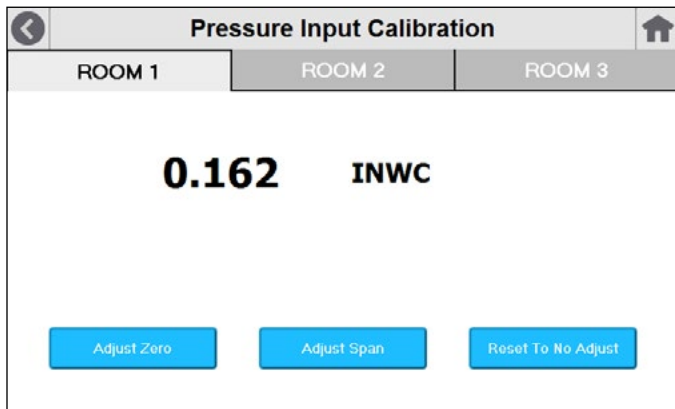 Pressure Input Calibration
ROOM 1 ROOM 2 ROOM 3
0.162 INWC
Adjust Zero Adjust Span Reset To No Adjust